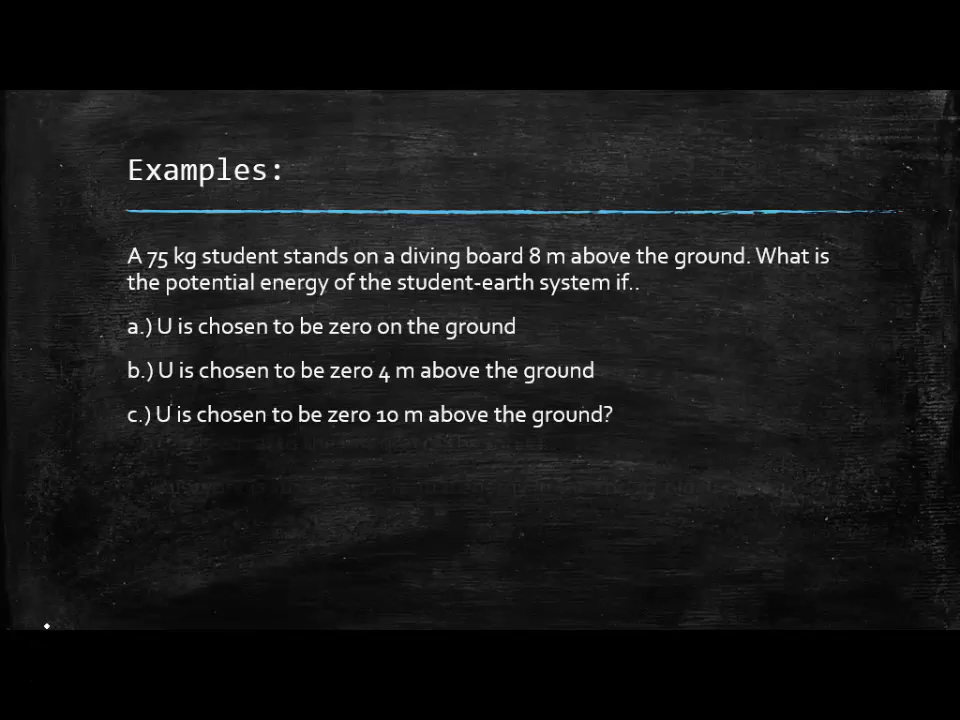 Examples:
A 75 kg student stands on a diving board 8 m above the ground. What is
the potential energy of the student-earth system if..
a.) U is chosen to be zero on the ground
b.) U is chosen to be zero 4 m above the ground
c.) U is chosen to be zero 10 m above the ground?